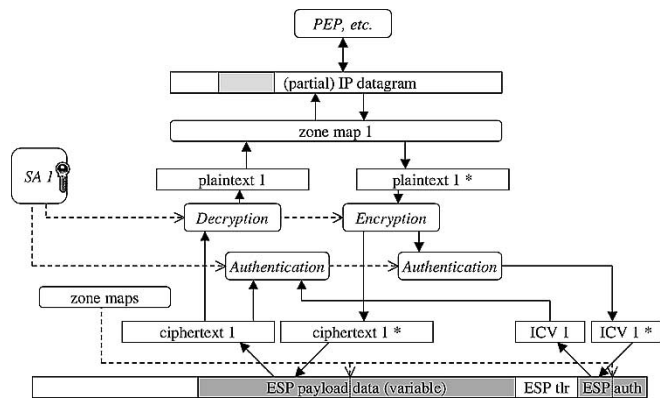 PEP, etc.
(partial) IP datagram
zone map 1
SA 1
plaintext 1
plaintext 1 *
Decryption
Encryption
Authentication
Authentication
zone maps
ciphertext 1
ciphertext 1 *
ICV 1
ICV 1 *
ESP payload data (variable)
ESP tlr
ESP auth